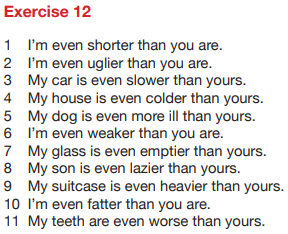 Exercise 12
1 I'm even shorter than you are.
2 I'm even uglier than you are.
3 My car is even slower than yours.
4 My house is even colder than yours.
5 My dog is even more ill than yours.
6 I'm even weaker than you are.
7 My glass is even emptier than yours.
8 My son is even lazier than yours.
9 My suitcase is even heavier than yours.
10 I'm even fatter than you are.
11 My teeth are even worse than yours.